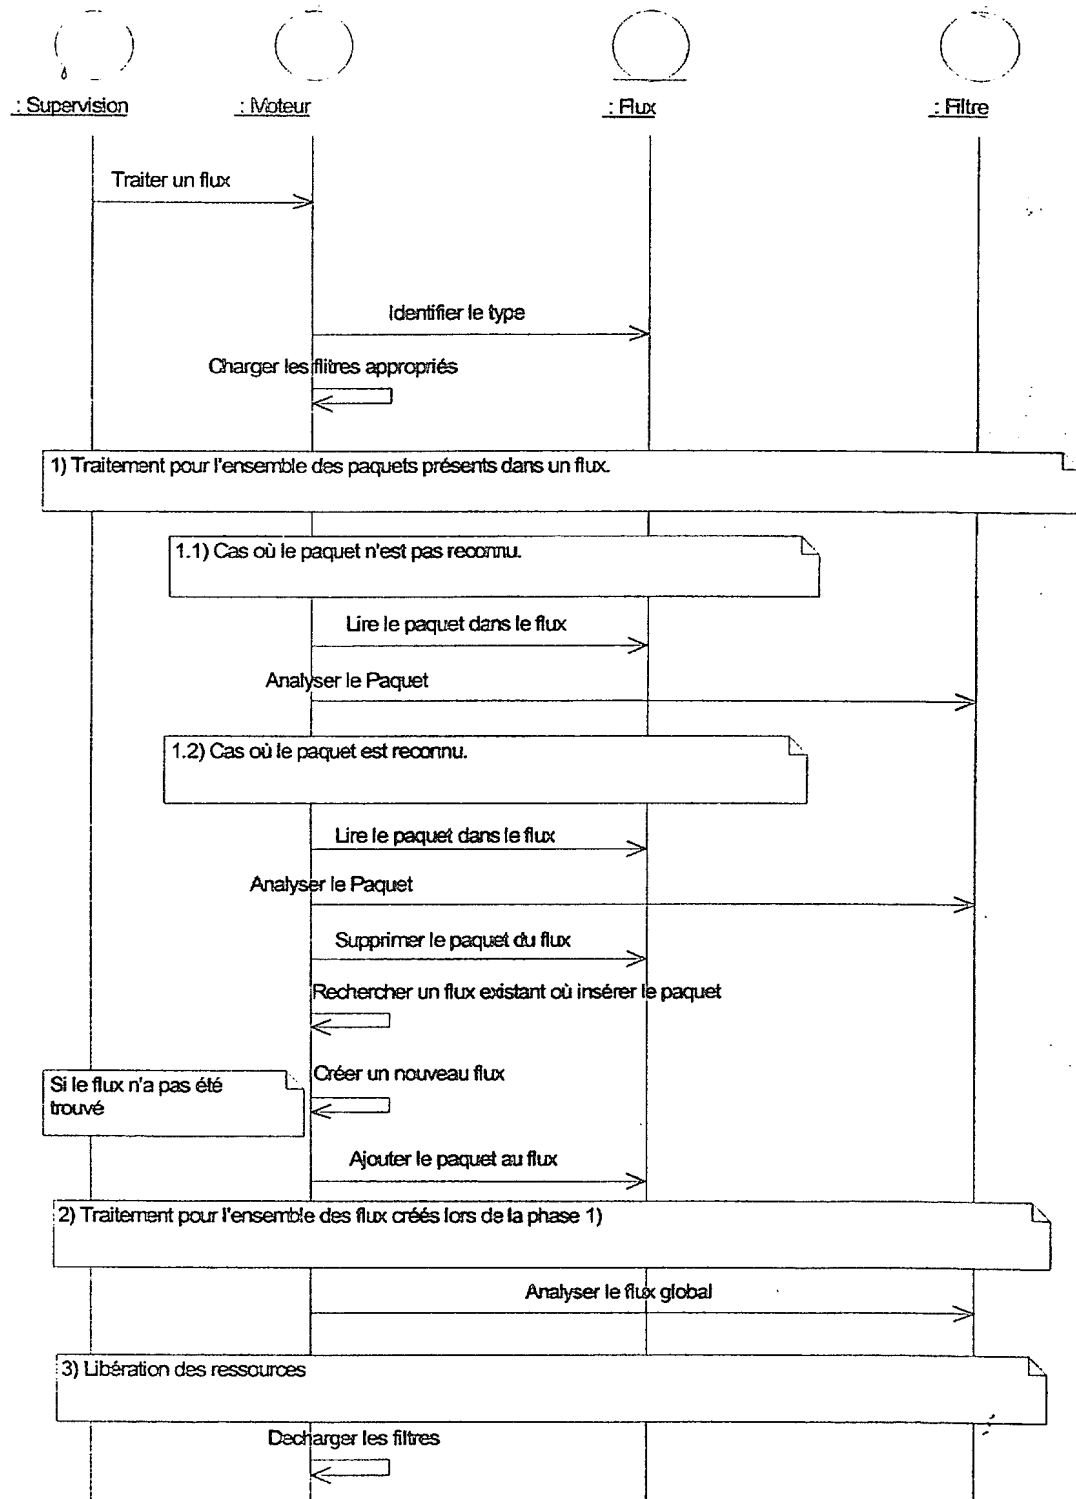 : Supervision
: Moteur
: Flux
: Filtre
Traiter un flux
Identifier le type
Charger les flitres appropriés
1) Traitement pour l'ensemble des paquets présents dans un flux.
1.1) Cas où le paquet n'est pas reconnu.
Lire le paquet dans le flux
Analyser le Paquet
1.2) Cas où le paquet est reconnu.
Lire le paquet dans le flux
Analyser le Paquet
Supprimer le paquet du flux
Rechercher un flux existant où insérer le paquet
Si le flux n'a pas été
trouvé
Créer un nouveau flux
Ajouter le paquet au flux
2) Traitement pour l'ensemble des flux créés lors de la phase 1)
Analyser le flux global
3) Libération des ressources
Decharger les filtres